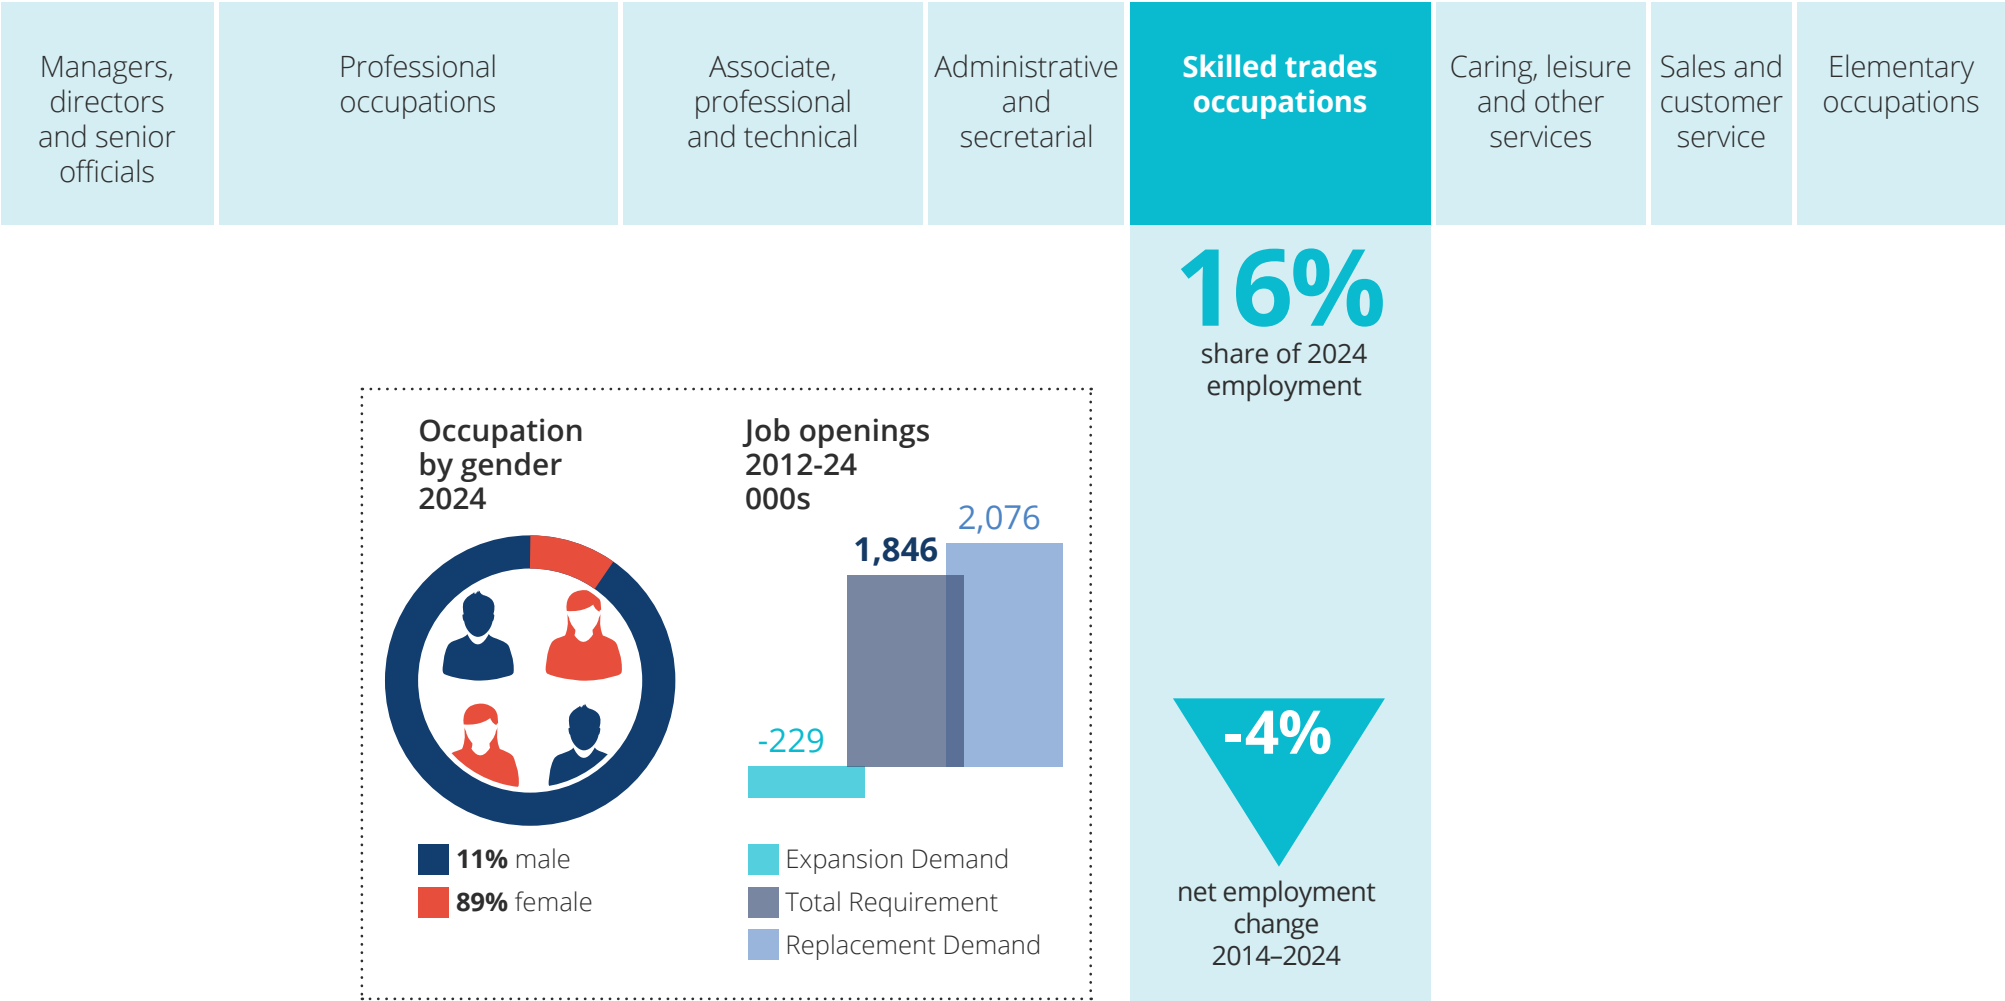 Managers,
directors
and senior
officials
Professional
occupations
Associate,
professional
and technical
Administrative
and
secretarial
Skilled trades
occupations
Caring, leisure
and other
services
Sales and
customer
service
Elementary
occupations
16%
share of 2024
employment
Occupation
by gender
2024
11% male
89% female
Job openings
2012-24
000s
-229
1,846
2,076
Expansion Demand
Total Requirement
Replacement Demand
-4%
net employment
change
2014–2024